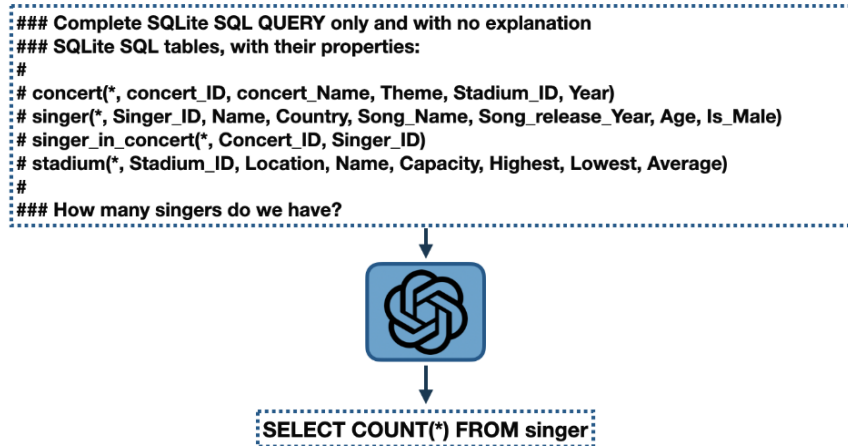 ### Complete SQLite SQL QUERY only and with no explanation
### SQLite SQL tables, with their properties:
#
# concert(*, concert_ID, concert_Name, Theme, Stadium_ID, Year)
# singer(*, Singer_ID, Name, Country, Song_Name, Song_release_Year, Age, Is_Male)
# singer_in_concert(*, Concert_ID, Singer_ID)
# stadium(*, Stadium_ID, Location, Name, Capacity, Highest, Lowest, Average)
#
### How many singers do we have?
SELECT COUNT(*) FROM singer